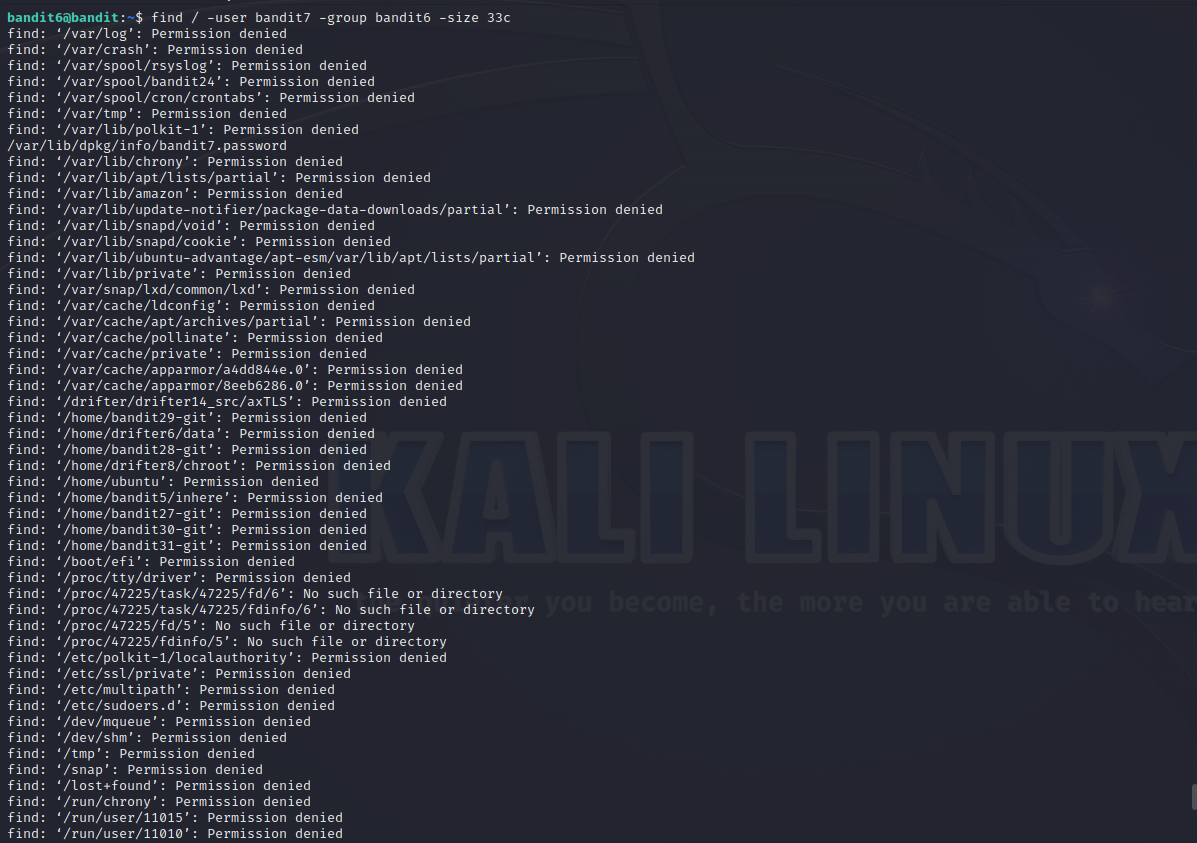 bandit6@bandit:~$ find / -user bandit7 -group bandit6 -size 33c
find: ‘/var/log’: Permission denied
find: ‘/var/crash’: Permission denied
find: ‘/var/spool/rsyslog’: Permission denied
find: ‘/var/spool/bandit24’: Permission denied
find: ‘/var/spool/cron/crontabs’: Permission denied
find: ‘/var/tmp’: Permission denied
find: ‘/var/lib/polkit-1’: Permission denied
/var/lib/dpkg/info/bandit7.password
find: ‘/var/lib/chrony’: Permission denied
find: ‘/var/lib/apt/lists/partial’: Permission denied
find: ‘/var/lib/amazon’: Permission denied
find: ‘/var/lib/update-notifier/package-data-downloads/partial’: Permission denied
find: ‘/var/lib/snapd/void’: Permission denied
find: ‘/var/lib/snapd/cookie’: Permission denied
find: ‘/var/lib/ubuntu-advantage/apt-esm/var/lib/apt/lists/partial’: Permission denied
find: ‘/var/lib/private’: Permission denied
find: ‘/var/snap/lxd/common/lxd’: Permission denied
find: ‘/var/cache/ldconfig’: Permission denied
find: ‘/var/cache/apt/archives/partial’: Permission denied
find: ‘/var/cache/pollinate’: Permission denied
find: ‘/var/cache/private’: Permission denied
find: ‘/var/cache/apparmor/a4dd844e.0’: Permission denied
find: ‘/var/cache/apparmor/8eeb6286.0’: Permission denied
find: ‘/drifter/drifter14_src/axTLS’: Permission denied
find: ‘/home/bandit29-git’: Permission denied
find: ‘/home/drifter6/data’: Permission denied
find: ‘/home/bandit28-git’: Permission denied
find: ‘/home/drifter8/chroot’: Permission denied
find: ‘/home/ubuntu’: Permission denied
find: ‘/home/bandit5/inhere’: Permission denied
find: ‘/home/bandit27-git’: Permission denied
find: ‘/home/bandit30-git’: Permission denied
find: ‘/home/bandit31-git’: Permission denied
find: ‘/boot/efi’: Permission denied
find: ‘/proc/tty/driver’: Permission denied
find: ‘/proc/47225/task/47225/fd/6’: No such file or directory
find: ‘/proc/47225/task/47225/fdinfo/6’: No such file or directory
find: ‘/proc/47225/fd/5’: No such file or directory
find: ‘/proc/47225/fdinfo/5’: No such file or directory
find: ‘/etc/polkit-1/localauthority’: Permission denied
find: ‘/etc/ssl/private’: Permission denied
find: ‘/etc/multipath’: Permission denied
find: ‘/etc/sudoers.d’: Permission denied
find: ‘/dev/mqueue’: Permission denied
find: ‘/dev/shm’: Permission denied
find: ‘/tmp’: Permission denied
find: ‘/snap’: Permission denied
find: ‘/lost+found’: Permission denied
find: ‘/run/chrony’: Permission denied
find: ‘/run/user/11015’: Permission denied
find: ‘/run/user/11010’: Permission denied
KALI LINUX
you become, the more you are able to hear